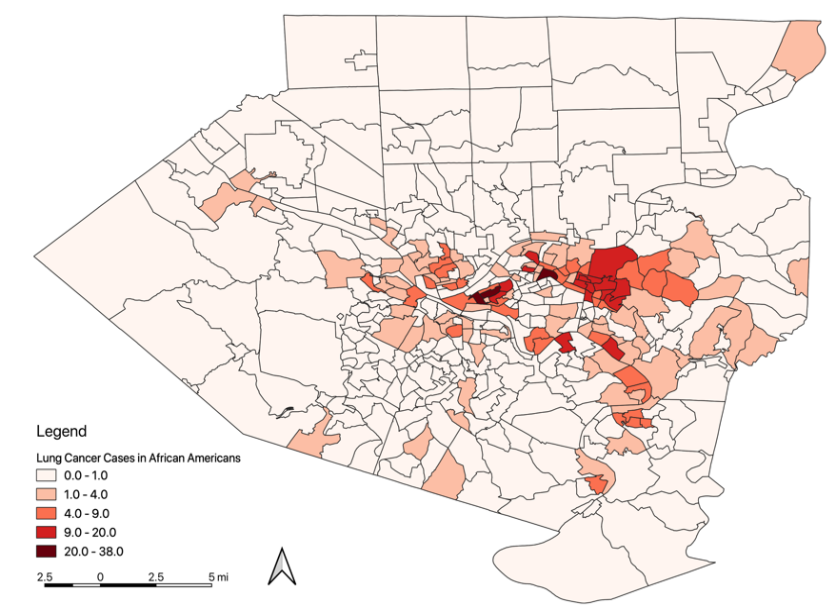 Legend
Lung Cancer Cases in African Americans
0.0 - 1.0
1.0 - 4.0
4.0 - 9.0
9.0 - 20.0
20.0 - 38.0
2.5 0 2.5 5 mi